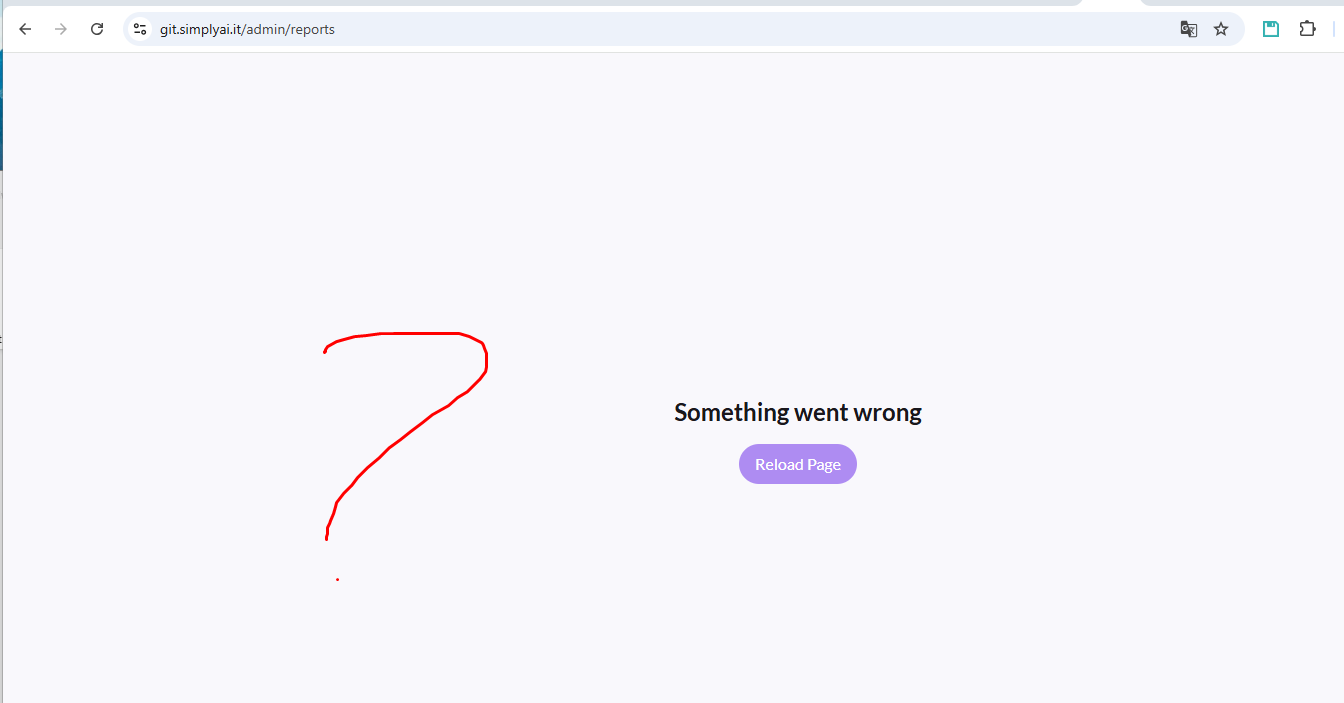 git.simplyai.it/admin/reports
Something went wrong
Reload Page